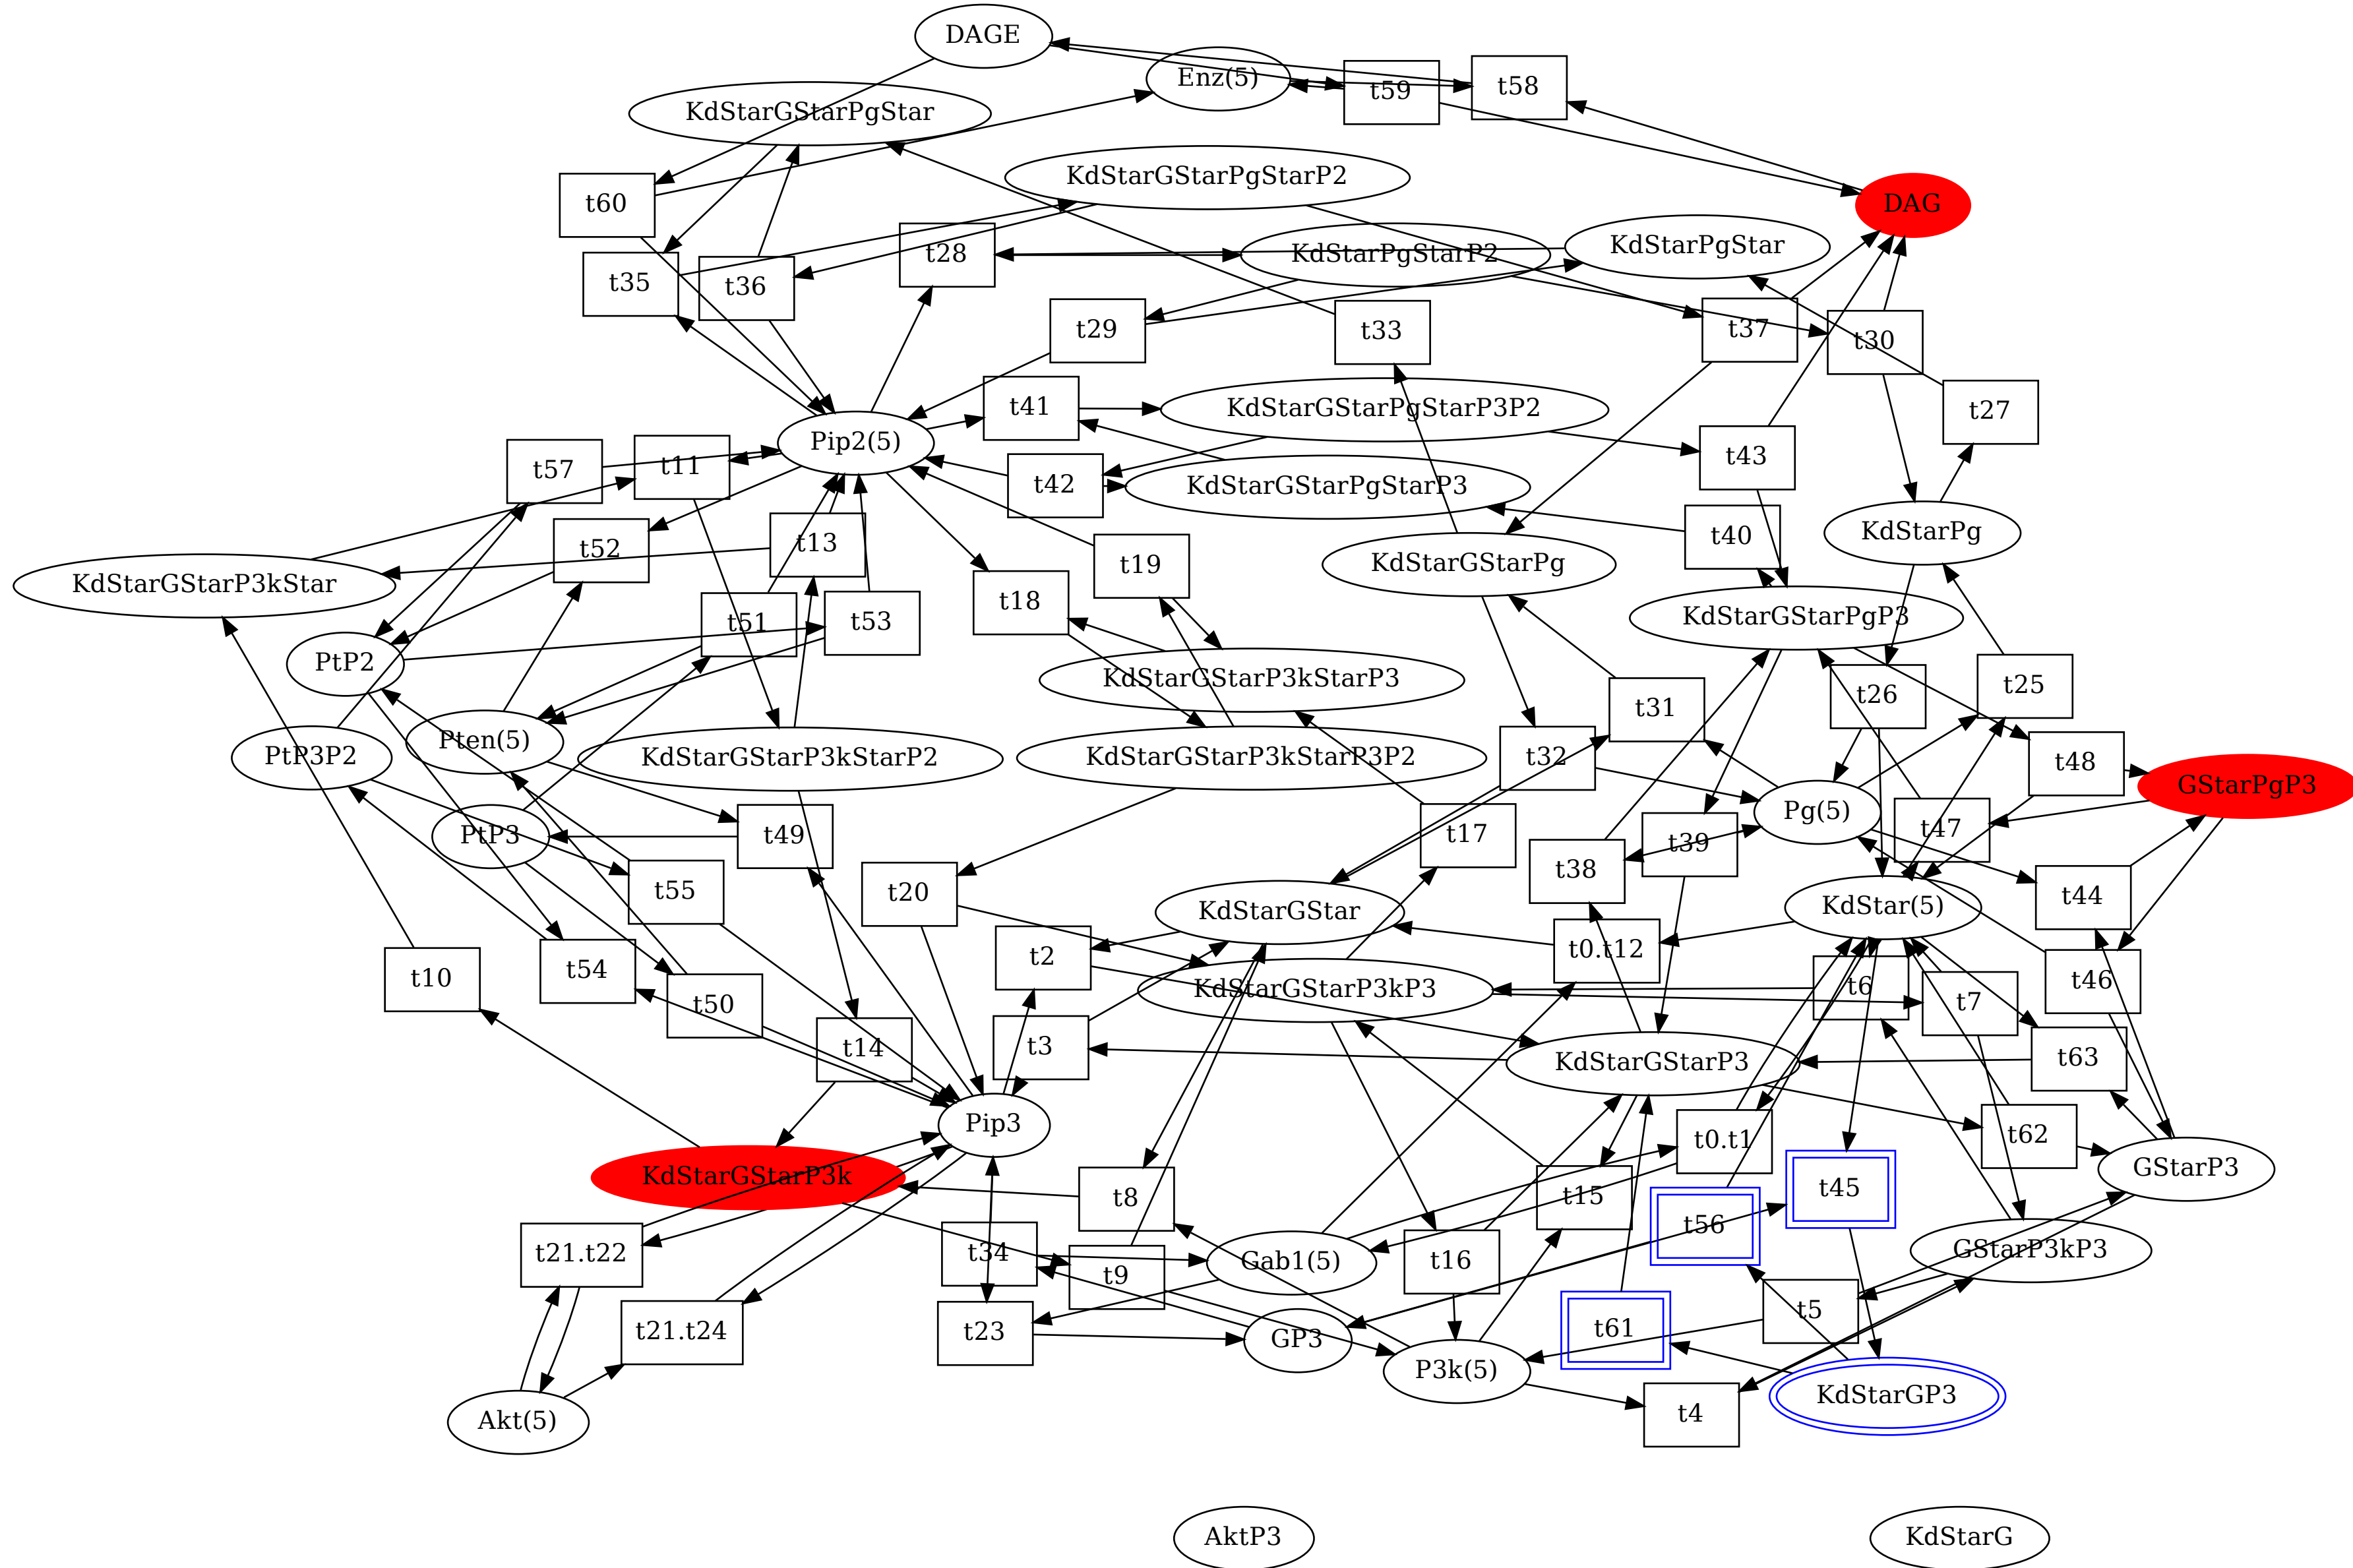 DAGE
Enz(5)
t59
t58
KdStarGStarPgStar
KdStarGStarPgStarP2
t60
DAG
t28
KdStarPgStarP2
KdStarPgStar
t35
t36
t29
t33
t37
t30
t41
KdStarGStarPgStarP3P2
t27
Pip2(5)
t57
t11
t43
t42
KdStarGStarPgStarP3
t52
t13
t40
KdStarPg
KdStarGStarP3kStar
t19
KdStarGStarPg
t18
t51
t53
KdStarGStarPgP3
PtP2
KdStarGStarP3kStarP3
t26
t25
t31
Pten(5)
PtP3P2
KdStarGStarP3kStarP2
KdStarGStarP3kStarP3P2
t32
t48
GStarPgP3
Pg(5)
PtP3
t49
t17
t47
t39
t38
t55
t20
KdStarGStar
KdStar(5)
t44
t2
t0.t12
t10
t54
t50
KdStarGStarP3kP3
t6
t7
t46
t14
t3
KdStarGStarP3
t63
Pip3
t0.t1
t62
KdStarGStarP3k
t8
t15
t45
GStarP3
t21.t22
t34
t9
Gab1(5)
t16
t56
GStarP3kP3
t21.t24
t23
GP3
P3k(5)
t61
t5
KdStarGP3
Akt(5)
t4
AktP3
KdStarG